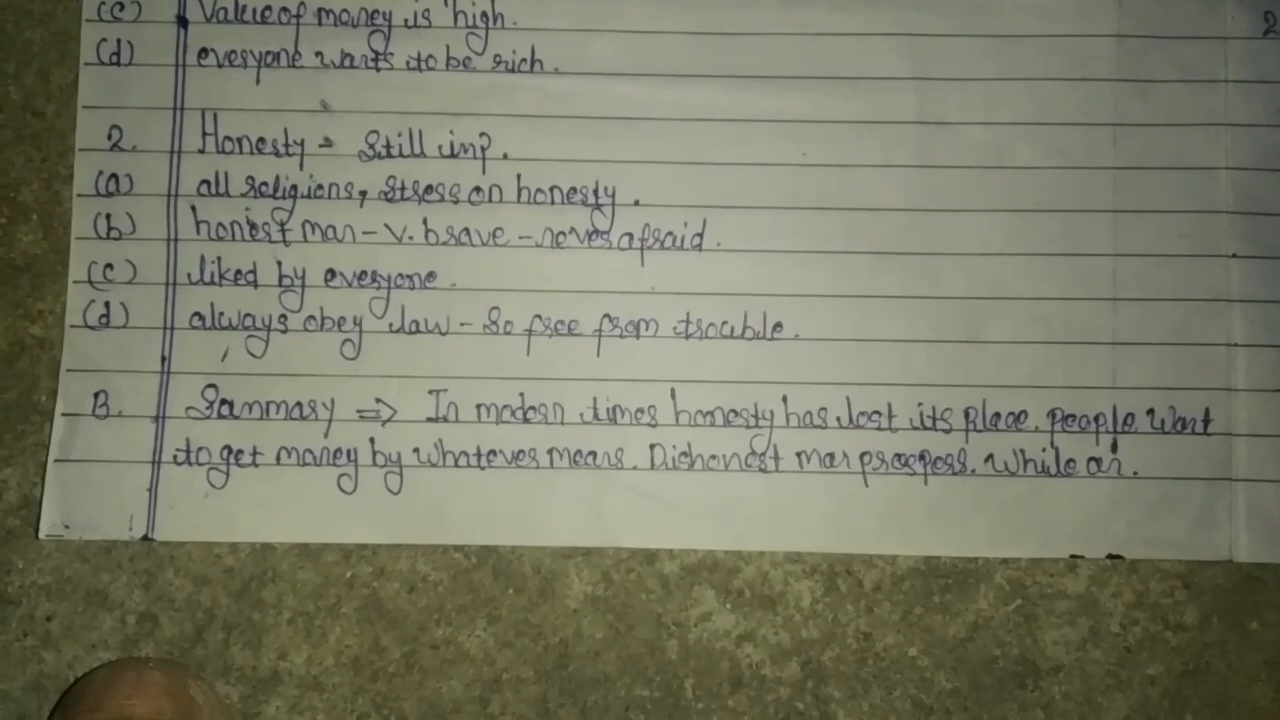 (c) Value of money is high.
2
(d) everyone wants to be rich.
2. Honesty - Still imp.
(a) all religions, stress on honesty.
(b) honest man - v. brave - never afraid.
(c) liked by everyone.
(d) always obey law - So free from trouble.
B. Summary ⇒ In modern times honesty has lost its place. People want
to get money by whatever means. Dishonest man prospers. While an.